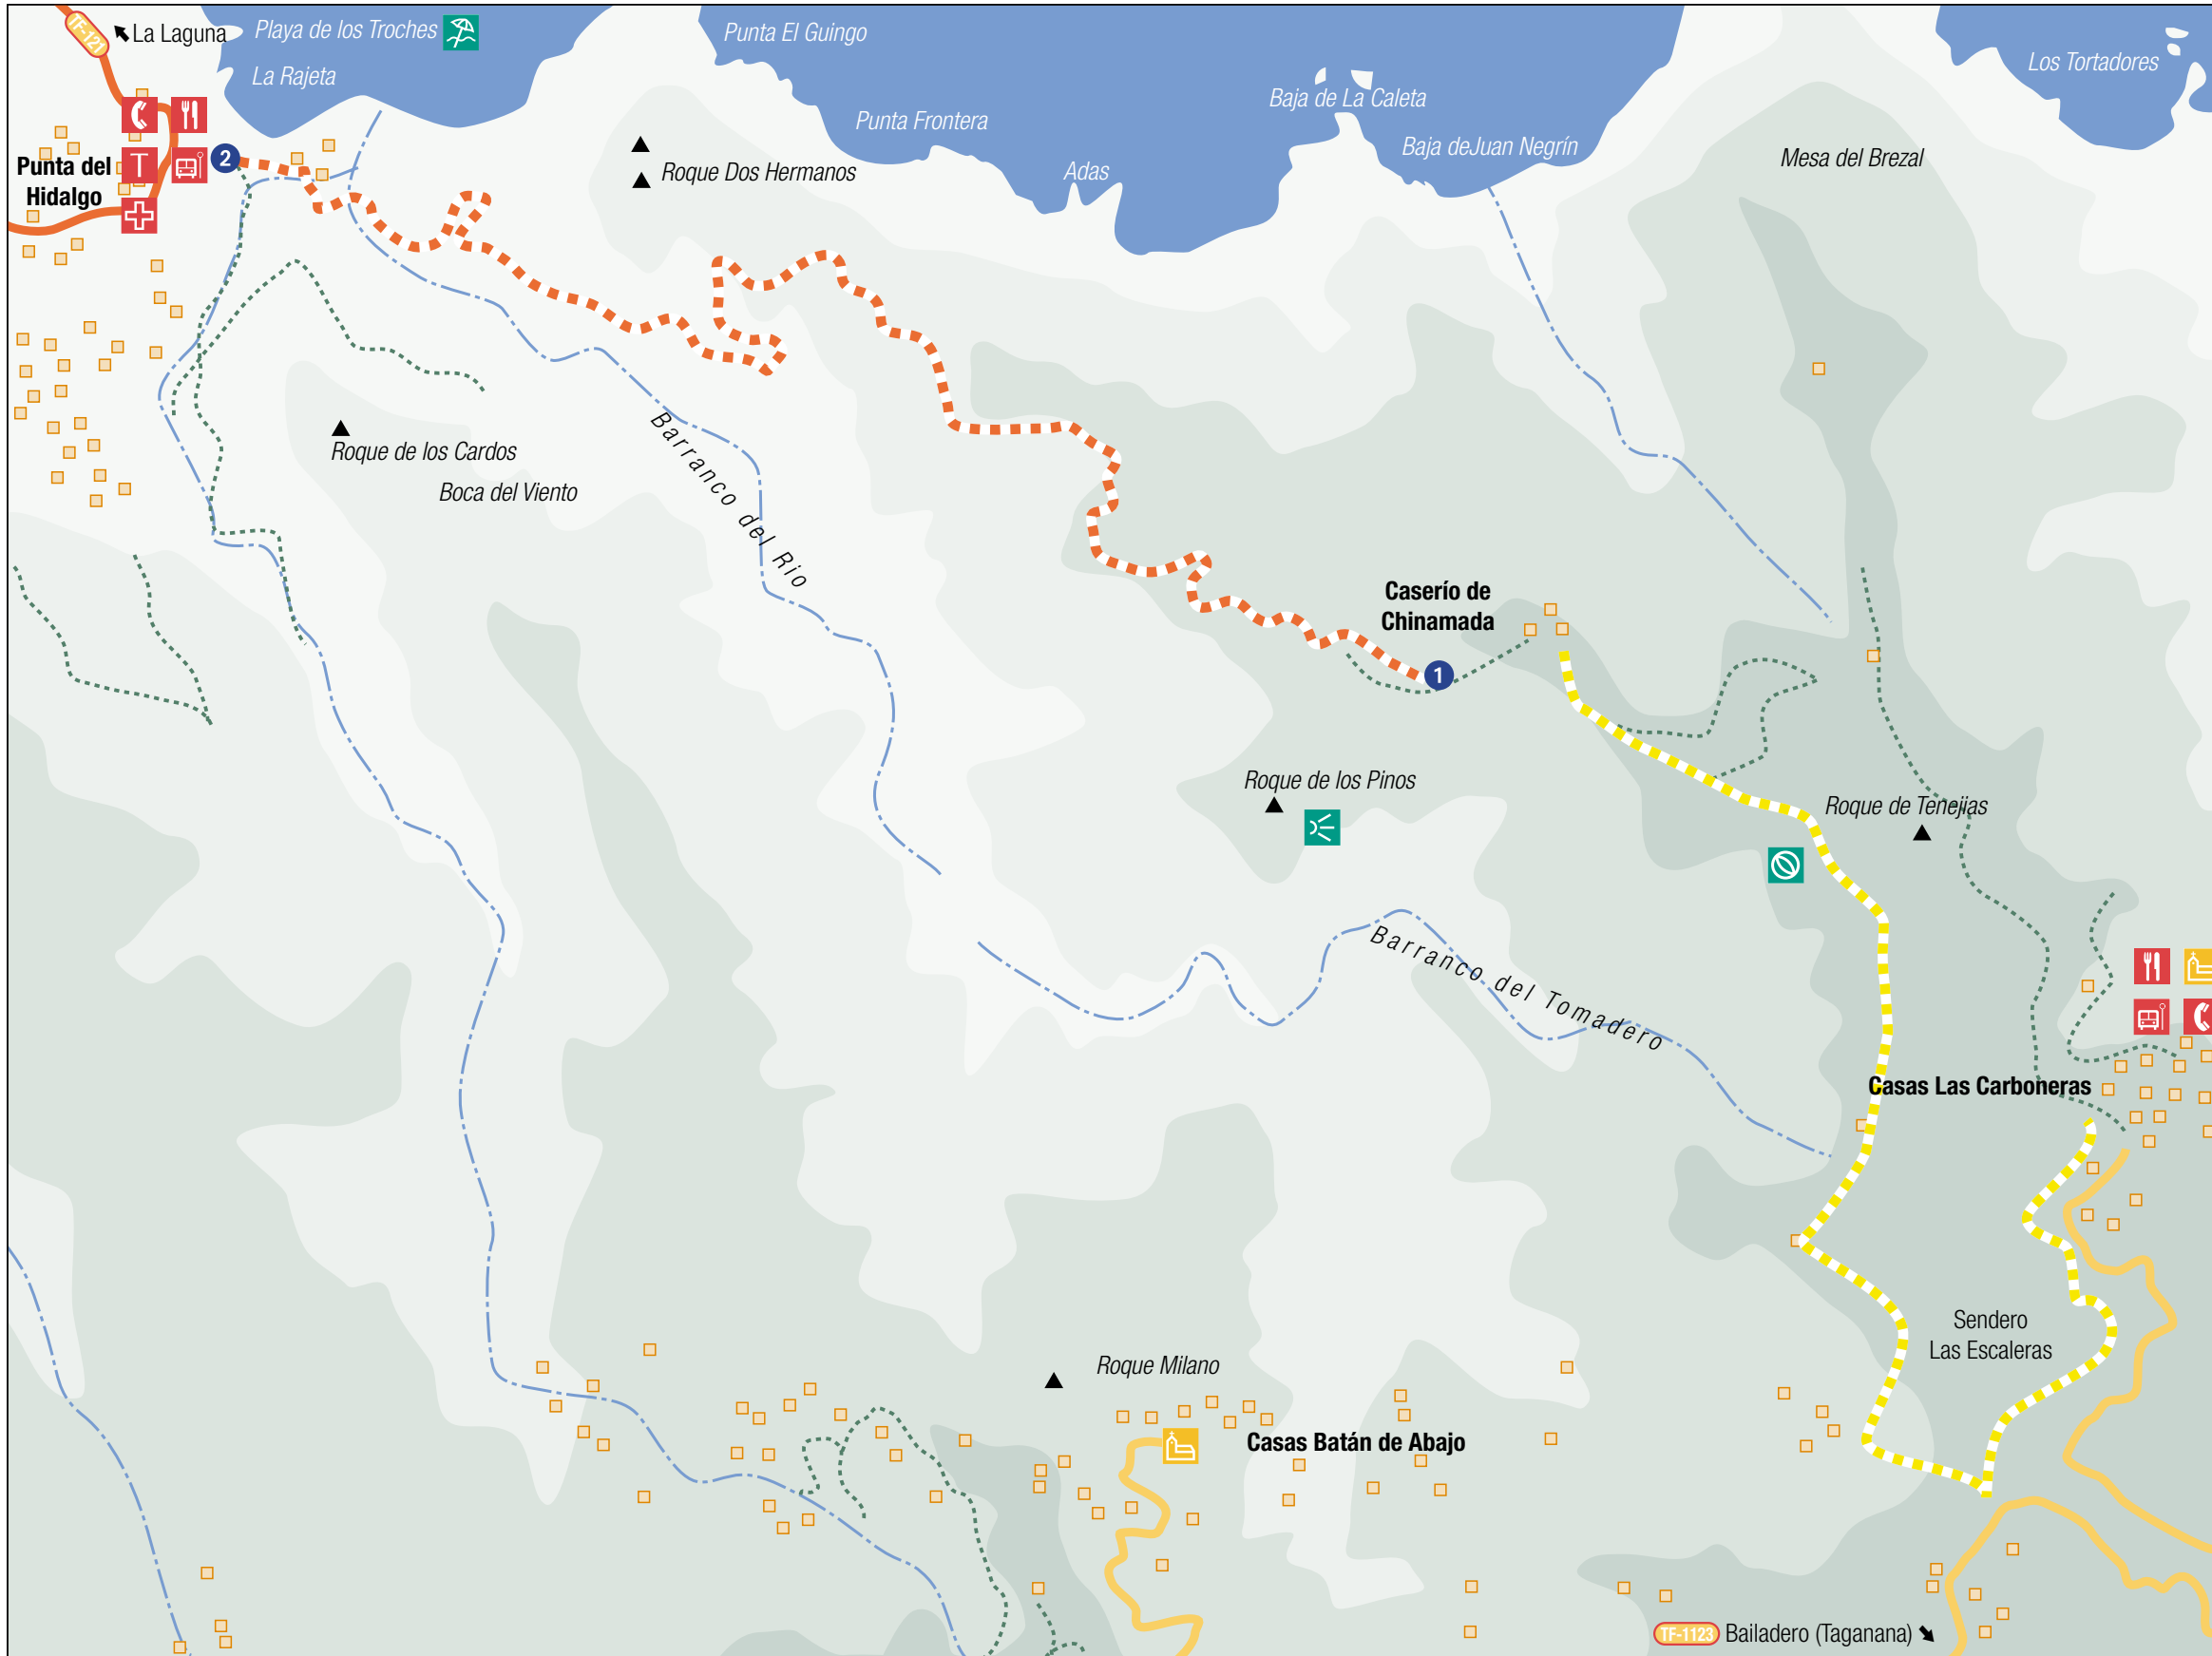 TF-121
La Laguna
Playa de los Troches
La Rajeta
Punta El Guingo
Punta Frontera
Adas
Baja de La Caleta
Baja deJuan Negrín
Los Tortadores
Mesa del Brezal
T
2
Punta del
Hidalgo
Roque Dos Hermanos
Roque de los Cardos
Boca del Viento
Barranco del Rio
Caserío de
Chinamada
1
Roque de los Pinos
Roque de Tenejias
Barranco del Tomadero
Casas Las Carboneras
Sendero
Las Escaleras
Roque Milano
Casas Batán de Abajo
TF-1123
Bailadero (Taganana)